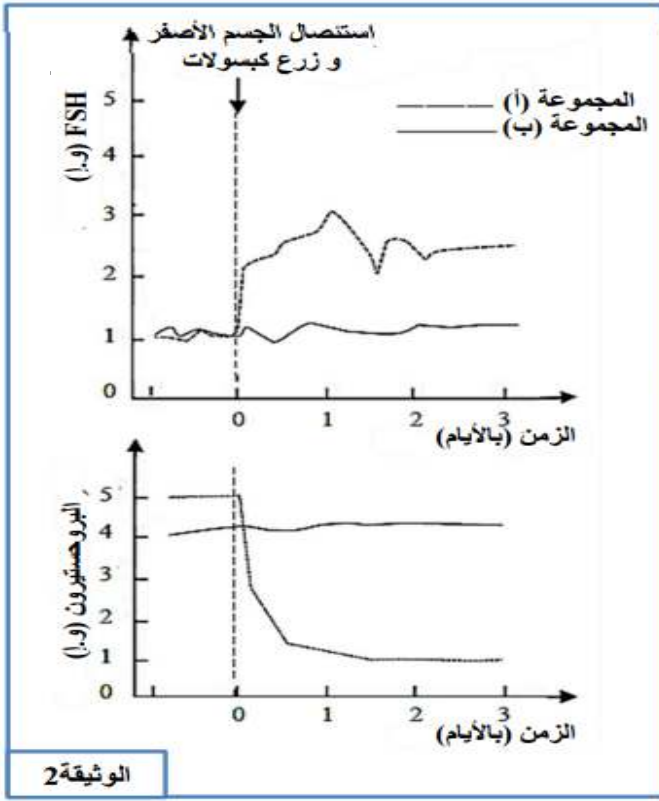 استئصال الجسم الأصفر
و زرع كبسولات
المجموعة (أ)
المجموعة (ب)
FSH (و.إ)
5
4
3
2
1
0
0 1 2 3
الزمن (بالأيام)
البروجستيرون (و.إ)
5
4
3
2
1
0
0 1 2 3
الزمن (بالأيام)
الوثيقة2